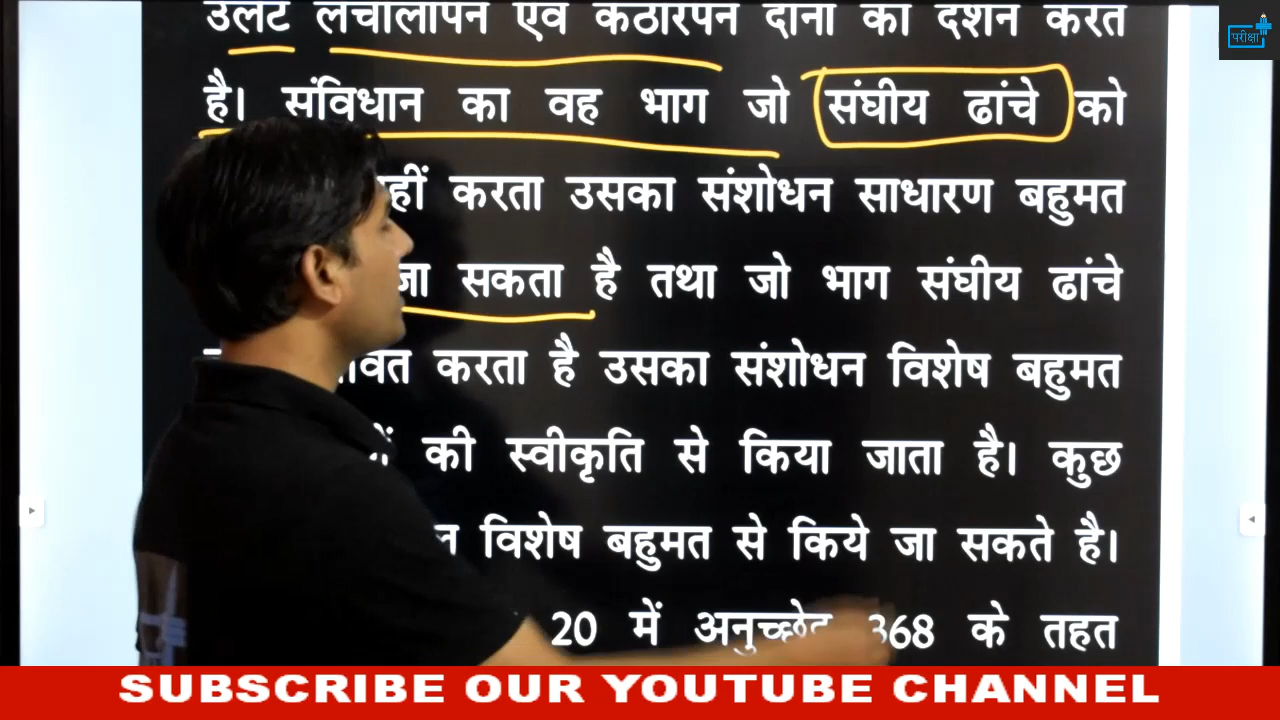 परीक्षा
उलट लचीलापन एवं कठोरपन दोनों का दर्शन करते
है। संविधान का वह भाग जो संघीय ढांचे को
करता उसका संशोधन साधारण बहुमत
जा सकता है तथा जो भाग संघीय ढांचे
करता है उसका संशोधन विशेष बहुमत
की स्वीकृति से किया जाता है। कुछ
विशेष बहुमत से किये जा सकते है।
20 में अनुच्छेद 368 के तहत
SUBSCRIBE OUR YOUTUBE CHANNEL